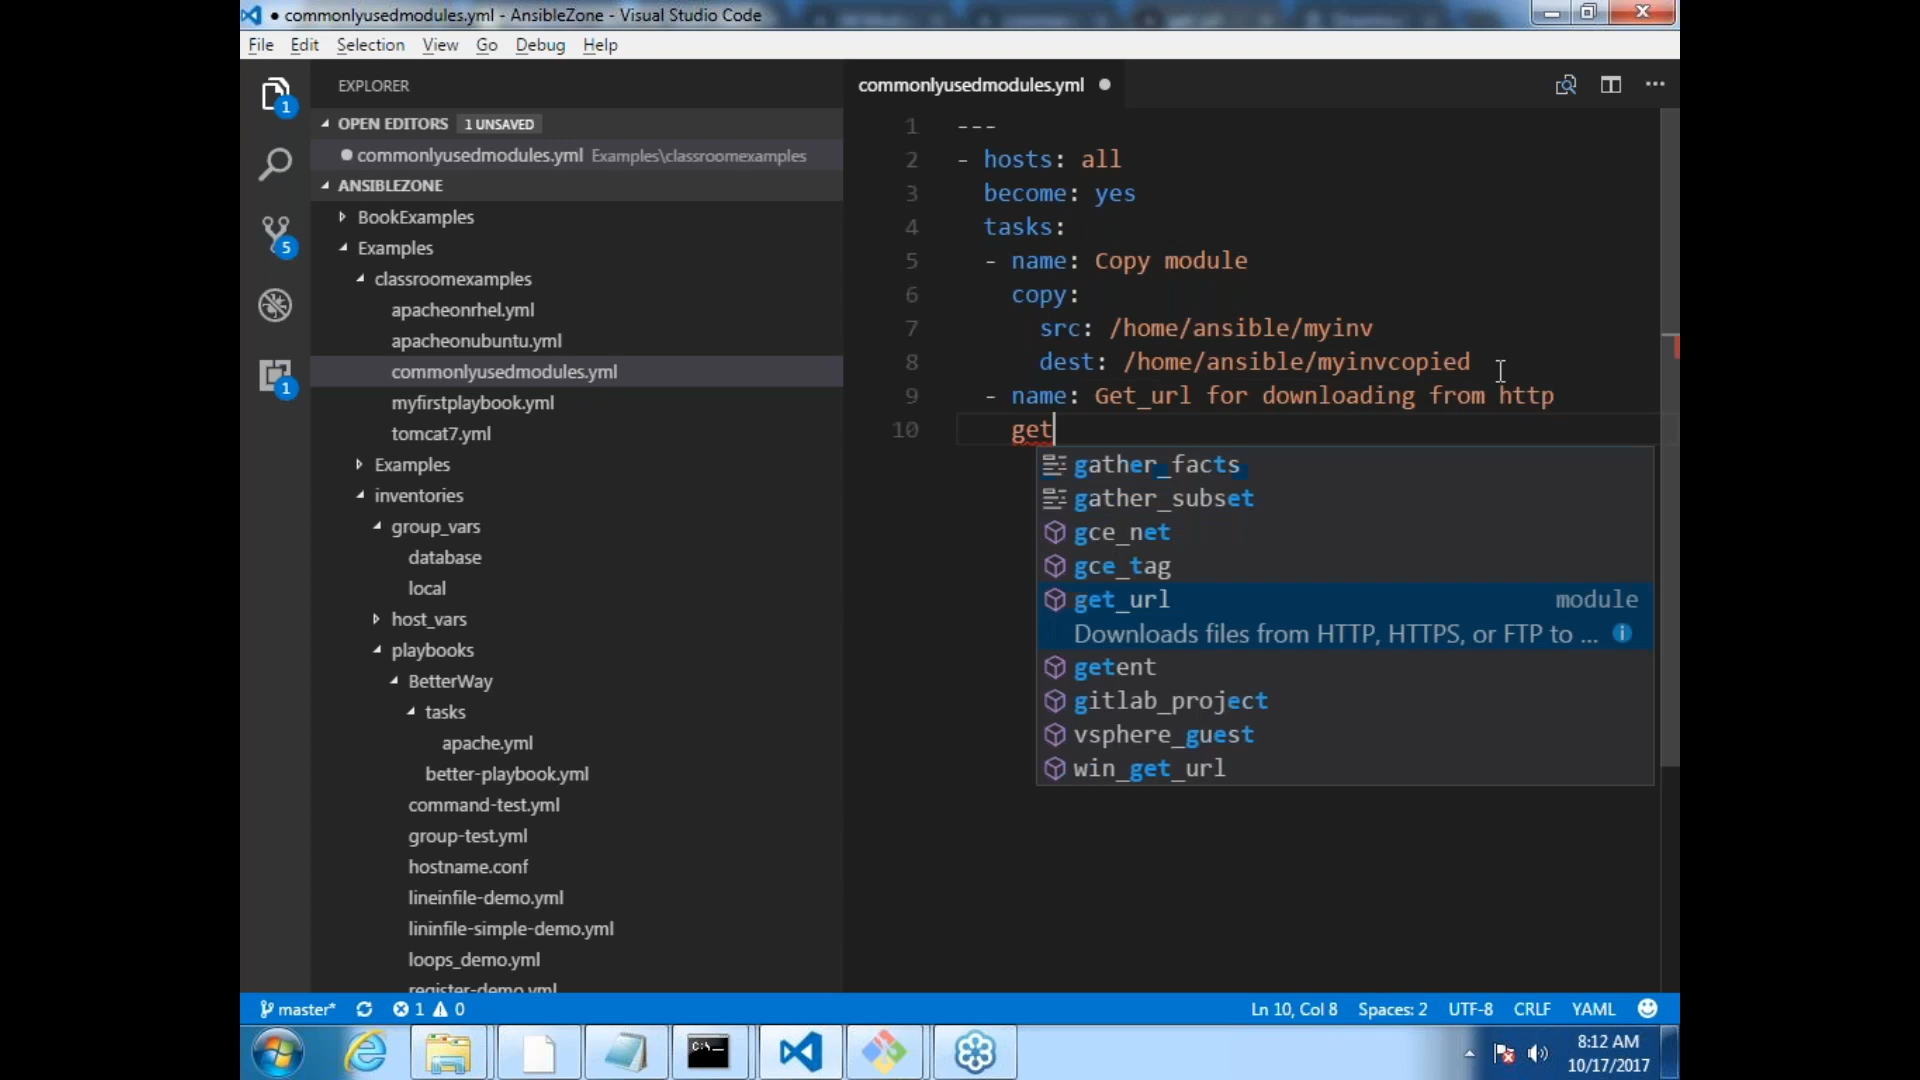 commonlyusedmodules.yml - AnsibleZone - Visual Studio Code
File Edit Selection View Go Debug Help
EXPLORER
OPEN EDITORS 1 UNSAVED
commonlyusedmodules.yml Examples\classroomexamples
ANSIBLEZONE
BookExamples
Examples
classroomexamples
apacheonrhel.yml
apacheonubuntu.yml
commonlyusedmodules.yml
myfirstplaybook.yml
tomcat7.yml
Examples
inventories
group_vars
database
local
host_vars
playbooks
BetterWay
tasks
apache.yml
better-playbook.yml
command-test.yml
group-test.yml
hostname.conf
lineinfile-demo.yml
lininfile-simple-demo.yml
loops_demo.yml
register-demo.yml
1
5
1
commonlyusedmodules.yml
1 ---
2 - hosts: all
3 become: yes
4 tasks:
5 - name: Copy module
6 copy:
7 src: /home/ansible/myinv
8 dest: /home/ansible/myinvcopied
9 - name: Get_url for downloading from http
10 get
gather_facts
gather_subset
gce_net
gce_tag
get_url module
Downloads files from HTTP, HTTPS, or FTP to ...
getent
gitlab_project
vsphere_guest
win_get_url
master* 1 0 Ln 10, Col 8 Spaces: 2 UTF-8 CRLF YAML
8:12 AM
10/17/2017